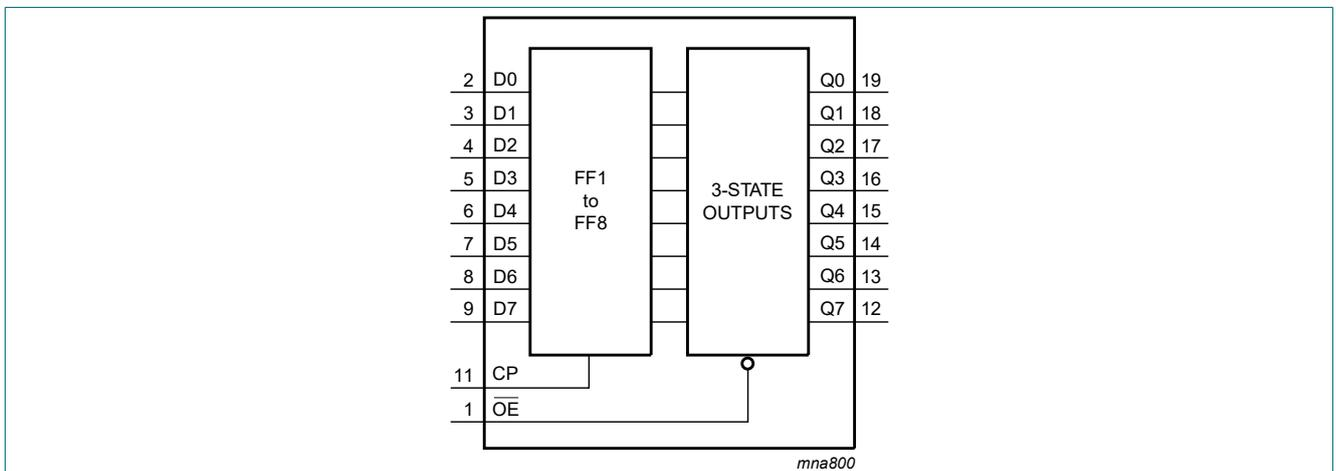 2 D0
3 D1
4 D2
5 D3
6 D4
7 D5
8 D6
9 D7
11 CP
1 OE
FF1
to
FF8
3-STATE
OUTPUTS
Q0 19
Q1 18
Q2 17
Q3 16
Q4 15
Q5 14
Q6 13
Q7 12
mna800